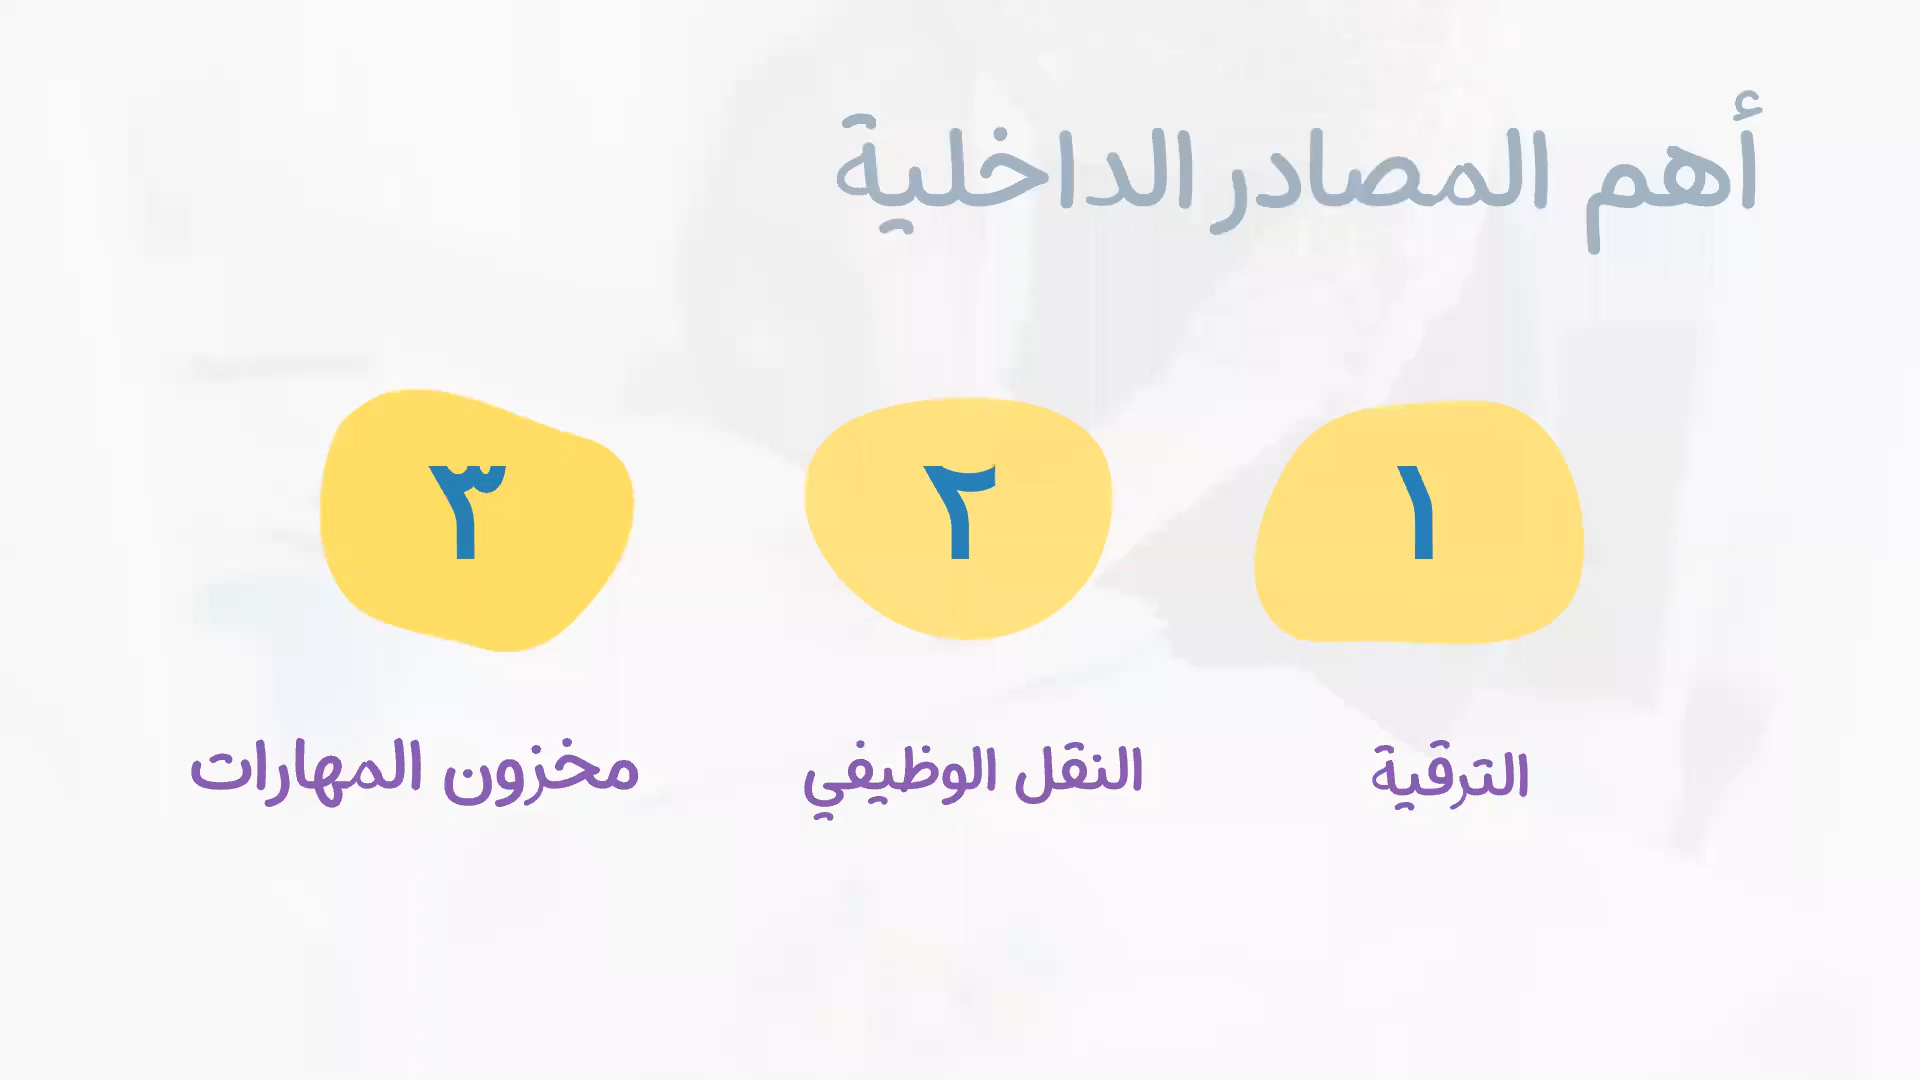 أهم المصادر الداخلية
١
٢
٣
الترقية
النقل الوظيفي
مخزون المهارات